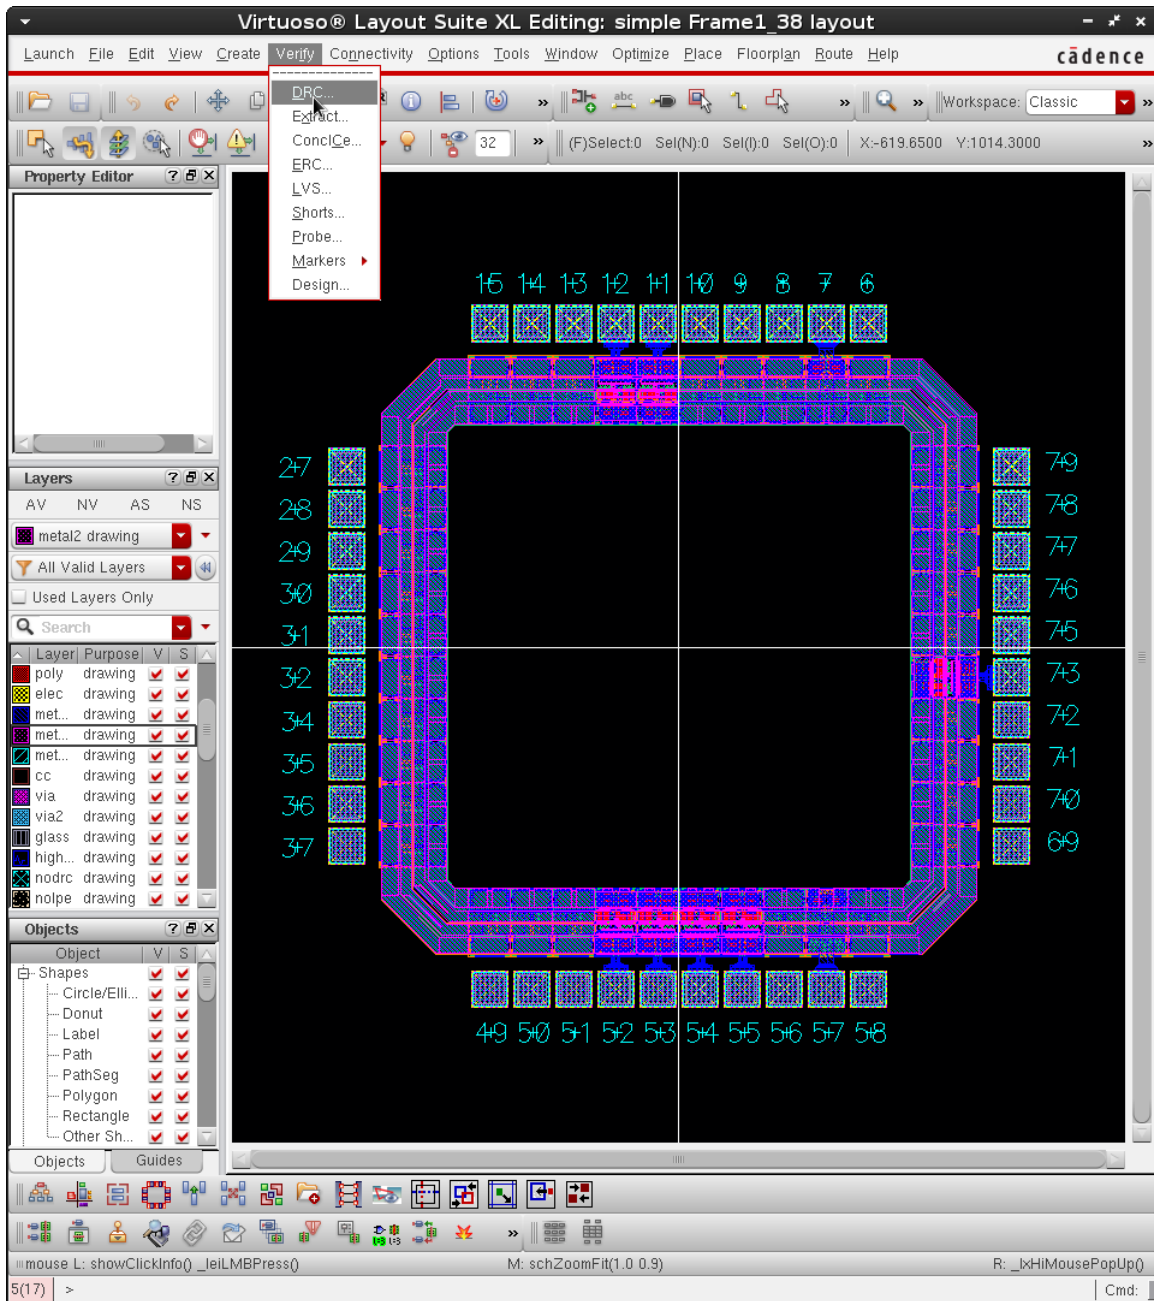 Virtuoso® Layout Suite XL Editing: simple Frame1_38 layout
Launch File Edit View Create Verify Connectivity Options Tools Window Optimize Place Floorplan Route Help cādence
DRC...
Extract...
ConclCe...
ERC...
LVS...
Shorts...
Probe...
Markers
Design...
abc
» » » Workspace: Classic »
32 » (F)Select:0 Sel(N):0 Sel(I):0 Sel(O):0 X:-619.6500 Y:1014.3000 »
Property Editor
Layers
AV NV AS NS
metal2 drawing
All Valid Layers
Used Layers Only
Search
Layer Purpose V S
poly drawing
elec drawing
met... drawing
met... drawing
met... drawing
cc drawing
via drawing
via2 drawing
glass drawing
high... drawing
nodrc drawing
nolpe drawing
Objects
Object V S
Shapes
Circle/Elli...
Donut
Label
Path
PathSeg
Polygon
Rectangle
Other Sh...
Objects Guides
15 14 13 12 11 10 9 8 7 6
27
28
29
30
31
32
34
35
36
37
79
78
77
76
75
73
72
71
70
69
49 50 51 52 53 54 55 56 57 58
mouse L: showClickInfo() _leiLMBPress() M: schZoomFit(1.0 0.9) R: _lxHiMousePopUp()
5(17) > Cmd: